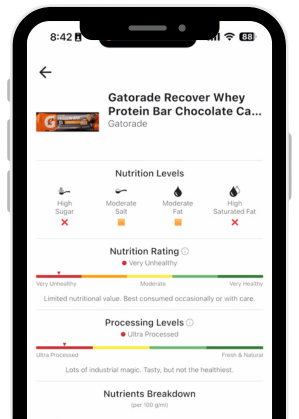 8:42
88
Gatorade Recover Whey
Protein Bar Chocolate Ca...
Gatorade
G
Nutrition Levels
High
Sugar
Moderate
Salt
Moderate
Fat
High
Saturated Fat
Nutrition Rating
Very Unhealthy
Very Unhealthy Moderate Very Healthy
Limited nutritional value. Best consumed occasionally or with care.
Processing Levels
Ultra Processed
Ultra Processed Fresh & Natural
Lots of industrial magic. Tasty, but not the healthiest.
Nutrients Breakdown
(per 100 g/ml)